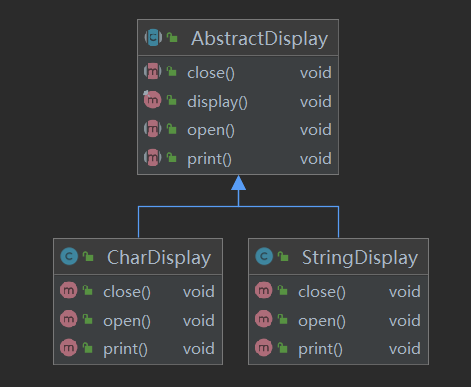 AbstractDisplay
close() void
display() void
open() void
print() void
CharDisplay
close() void
open() void
print() void
StringDisplay
close() void
open() void
print() void